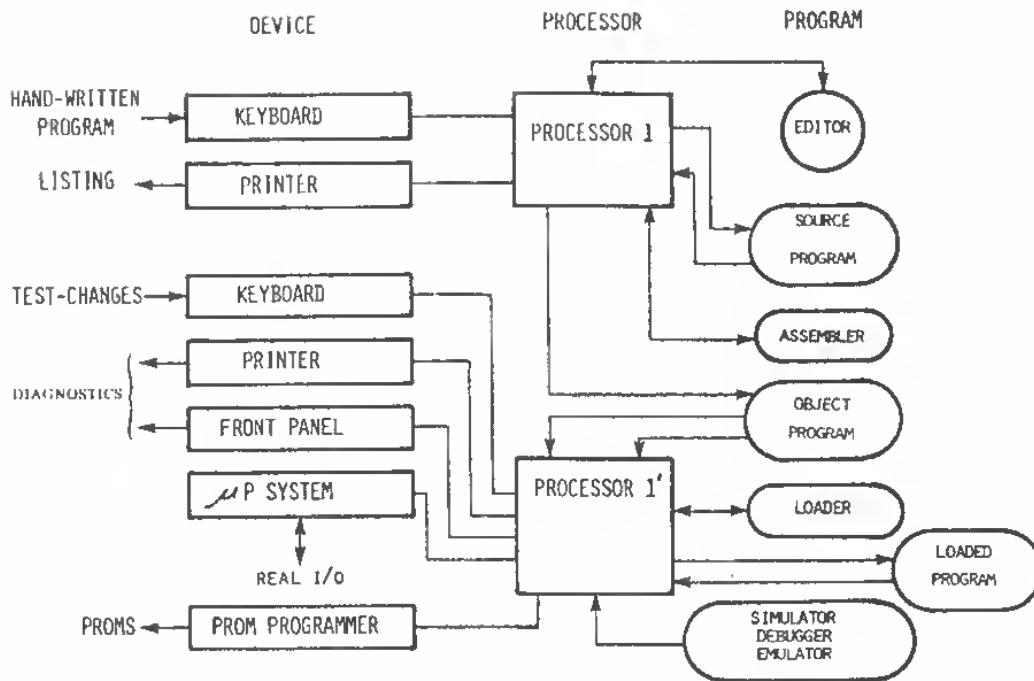 DEVICE
PROCESSOR
PROGRAM
HAND-WRITTEN
PROGRAM
KEYBOARD
PROCESSOR 1
EDITOR
LISTING
PRINTER
SOURCE
PROGRAM
TEST-CHANGES
KEYBOARD
ASSEMBLER
PRINTER
DIAGNOSTICS
FRONT PANEL
OBJECT
PROGRAM
μP SYSTEM
PROCESSOR 1'
LOADER
REAL I/O
LOADED
PROGRAM
PROMS
PROM PROGRAMMER
SIMULATOR
DEBUGGER
EMULATOR